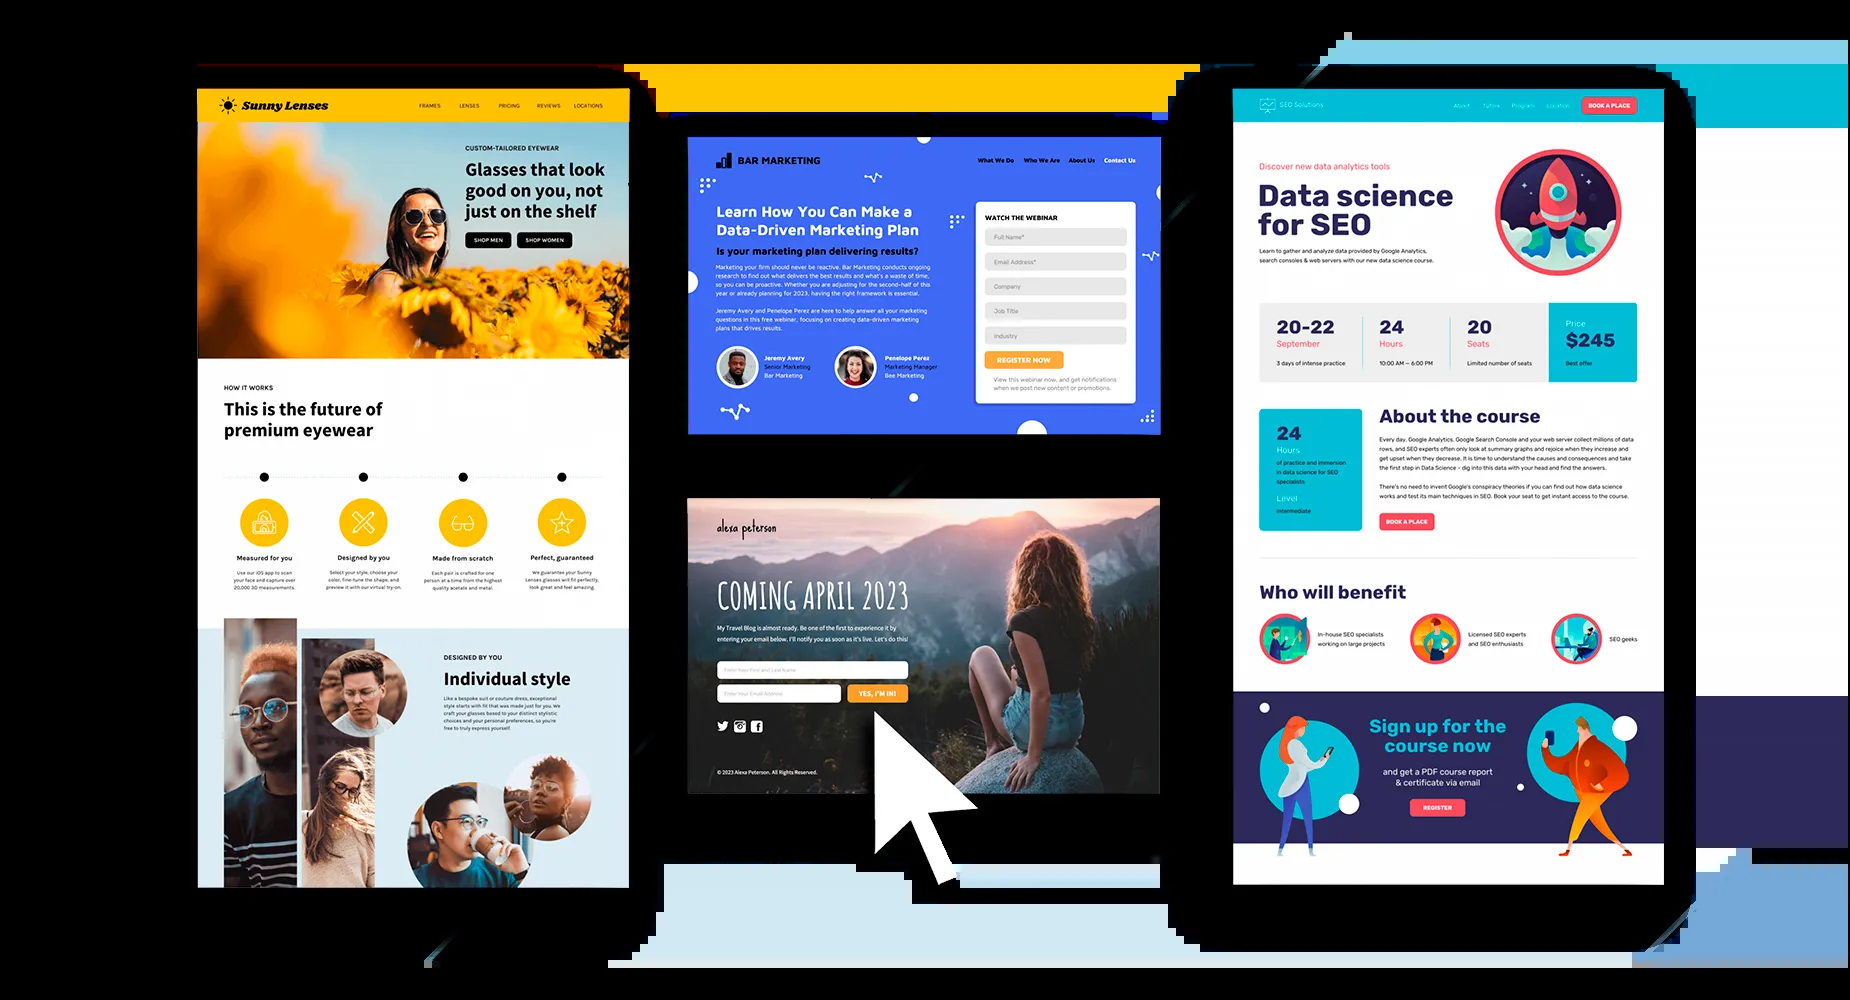 Sunny Lenses
FRAMES LENSES PRICING REVIEWS LOCATIONS
CUSTOM-TAILORED EYEWEAR
Glasses that look
good on you, not
just on the shelf
SHOP MEN SHOP WOMEN
HOW IT WORKS
This is the future of
premium eyewear
Measured for you
Use our iOS app to scan
your face and capture over
20,000 3D measurements.
Designed by you
Select your style, choose your
color, fine-tune the shape, and
preview it with our virtual try-on.
Made from scratch
Each pair is crafted for one
person at a time from the highest
quality acetate and metal.
Perfect, guaranteed
We guarantee your Sunny
Lenses glasses will fit perfectly,
look great and feel amazing.
DESIGNED BY YOU
Individual style
Like a bespoke suit or couture dress, exceptional
style starts with fit that was made just for you. We
craft your glasses based to your distinct stylistic
choices and your personal preferences, so you're
free to truly express yourself!
BAR MARKETING
What We Do Who We Are About Us Contact Us
Learn How You Can Make a
Data-Driven Marketing Plan
Is your marketing plan delivering results?
Marketing your firm should never be reactive. Bar Marketing conducts ongoing
research to find out what delivers the best results and what's a waste of time,
so you can be proactive. Whether you are adjusting for the second-half of this
year or already planning for 2023, having the right framework is essential.
Jeremy Avery and Penelope Perez are here to help answer all your marketing
questions in this free webinar, focusing on creating data-driven marketing
plans that drives results.
Jeremy Avery
Senior Marketing
Bar Marketing
Penelope Perez
Marketing Manager
Bee Marketing
WATCH THE WEBINAR
Full Name*
Email Address*
Company
Job Title
Industry
REGISTER NOW
View this webinar now, and get notifications
when we post new content or promotions.
alexa peterson
COMING APRIL 2023
My Travel Blog is almost ready. Be one of the first to experience it by
entering your email below. I'll notify you as soon as it's live. Let's do this!
Enter Your First and Last Name
Enter Your Email Address
YES, I'M IN!
© 2023 Alexa Peterson. All Rights Reserved.
SEO Solutions
About Tutors Program Location BOOK A PLACE
Discover new data analytics tools
Data science
for SEO
Learn to gather and analyze data provided by Google Analytics,
search consoles & web servers with our new data science course.
20-22
September
3 days of intense practice
24
Hours
10:00 AM – 6:00 PM
20
Seats
Limited number of seats
Price
$245
Best offer
24
Hours
of practice and immersion
in data science for SEO
specialists
Level
Intermediate
About the course
Every day, Google Analytics, Google Search Console and your web server collect millions of data
rows, and SEO experts often only look at summary graphs and rejoice when they increase and
get upset when they decrease. It is time to understand the causes and consequences and take
the first step in Data Science - dig into this data with your head and find the answers.
There's no need to invent Google's conspiracy theories if you can find out how data science
works and test its main techniques in SEO. Book your seat to get instant access to the course.
BOOK A PLACE
Who will benefit
In-house SEO specialists
working on large projects
Licensed SEO experts
and SEO enthusiasts
SEO geeks
Sign up for the
course now
and get a PDF course report
& certificate via email
REGISTER